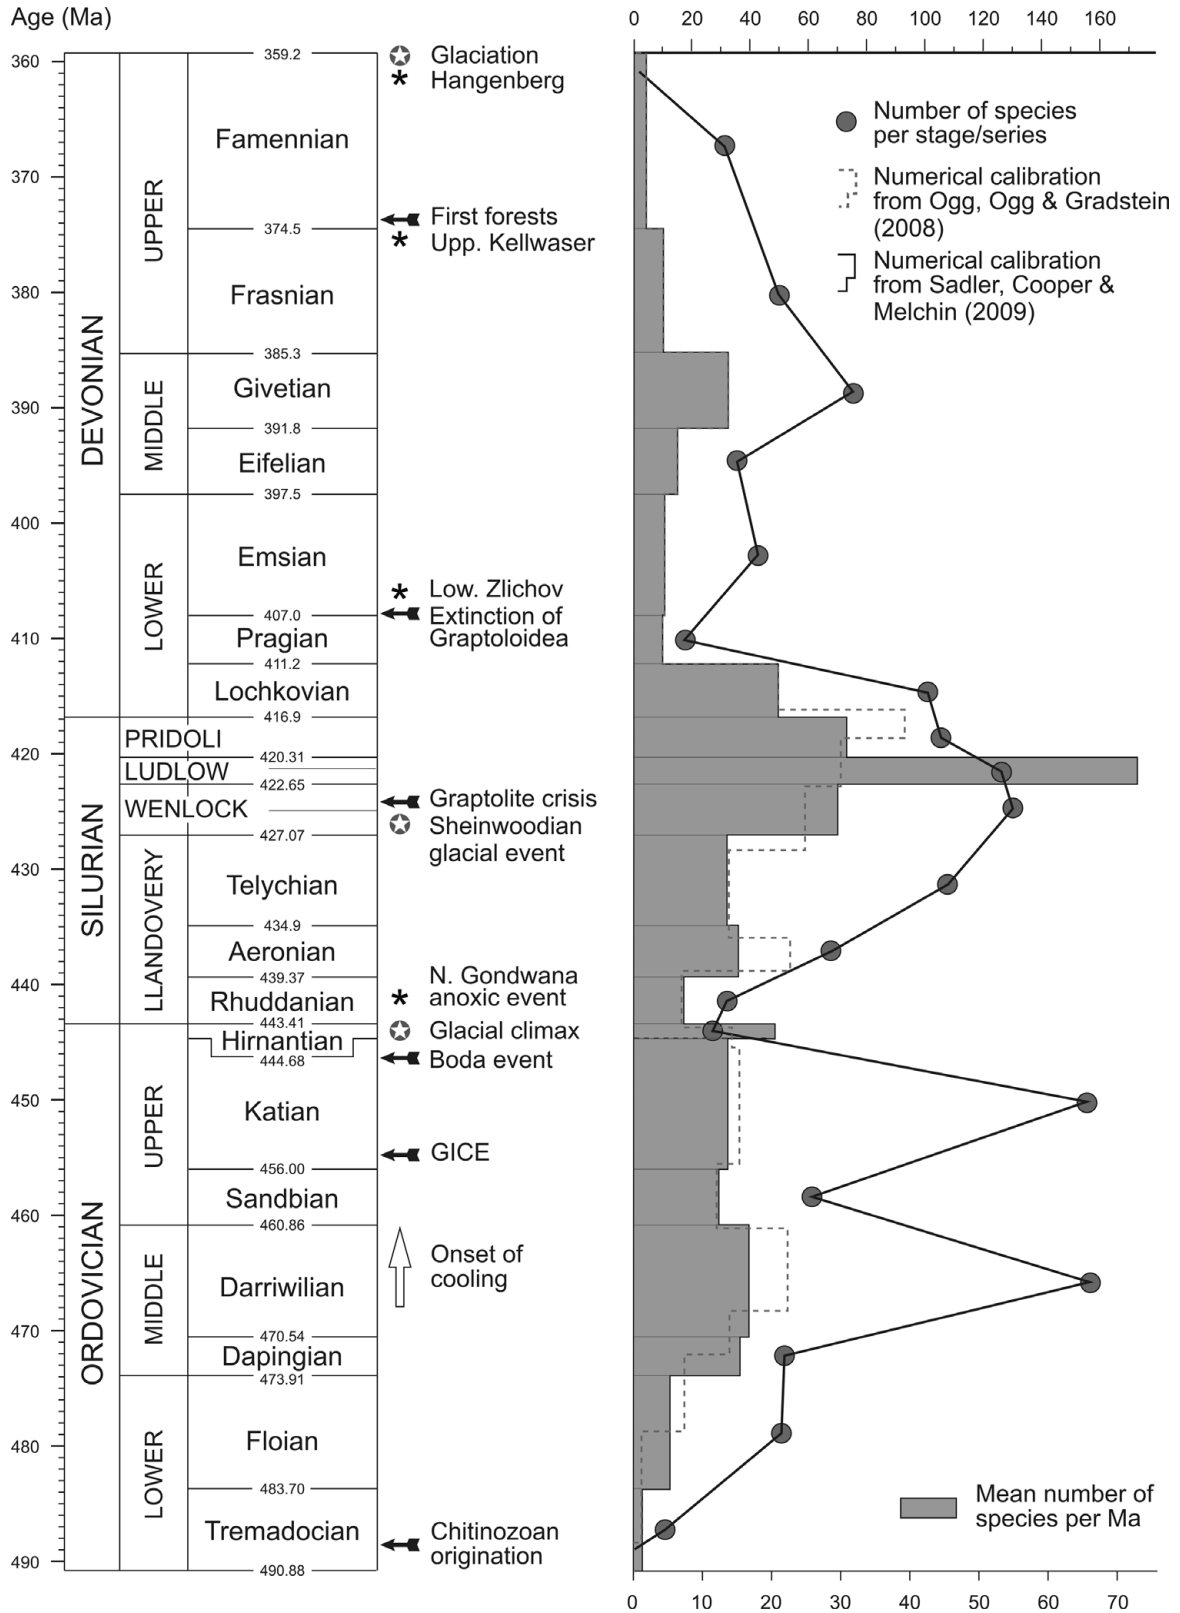 Age (Ma)
0 20 40 60 80 100 120 140 160
360
370
380
390
400
410
420
430
440
450
460
470
480
490
DEVONIAN
SILURIAN
ORDOVICIAN
UPPER
MIDDLE
LOWER
PRIDOLI
LUDLOW
WENLOCK
LLANDOVERY
UPPER
MIDDLE
LOWER
359.2
Famennian
374.5
Frasnian
385.3
Givetian
391.8
Eifelian
397.5
Emsian
407.0
Pragian
411.2
Lochkovian
416.9
420.31
422.65
427.07
Telychian
434.9
Aeronian
439.37
Rhuddanian
443.41
Hirnantian
444.68
Katian
456.00
Sandbian
460.86
Darriwilian
470.54
Dapingian
473.91
Floian
483.70
Tremadocian
490.88
Glaciation
* Hangenberg
First forests
* Upp. Kellwaser
* Low. Zlichov
Extinction of
Graptoloidea
Graptolite crisis
Sheinwoodian
glacial event
N. Gondwana
* anoxic event
Glacial climax
Boda event
GICE
Onset of
cooling
Chitinozoan
origination
Number of species
per stage/series
Numerical calibration
from Ogg, Ogg & Gradstein
(2008)
Numerical calibration
from Sadler, Cooper &
Melchin (2009)
Mean number of
species per Ma
0 10 20 30 40 50 60 70